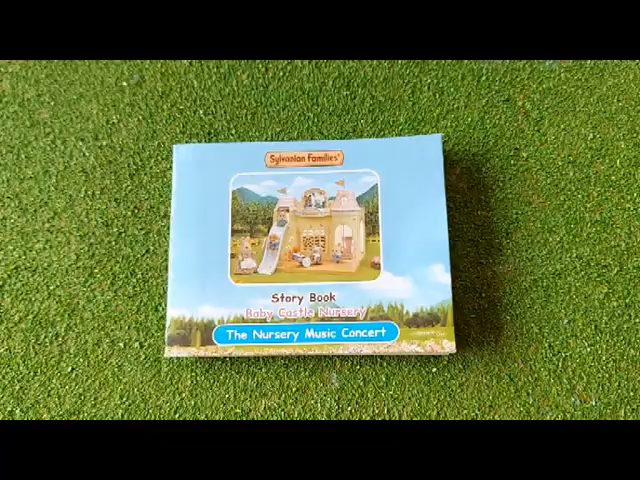 Sylvanian Families
Story Book
Baby Castle Nursery
The Nursery Music Concert